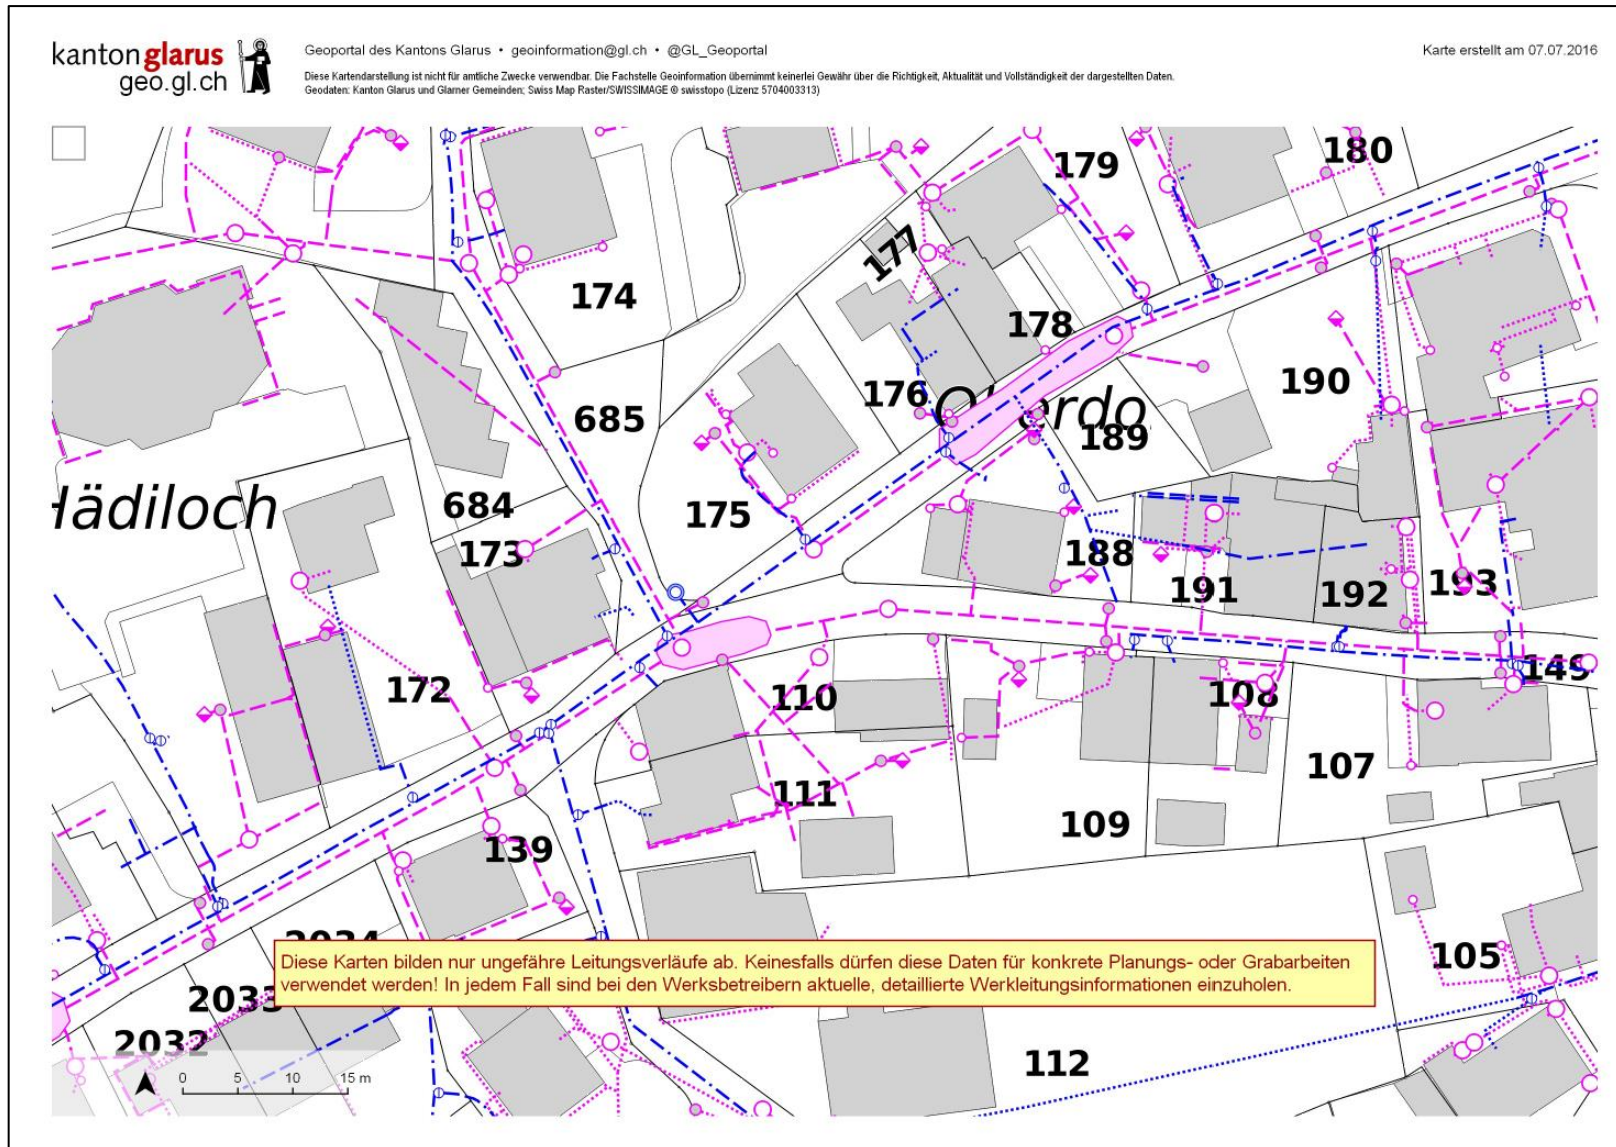 kanton glarus
geo.gl.ch
Geoportal des Kantons Glarus • geoinformation@gl.ch • @GL_Geoportal
Karte erstellt am 07.07.2016
Diese Kartendarstellung ist nicht für amtliche Zwecke verwendbar. Die Fachstelle Geoinformation übernimmt keinerlei Gewähr über die Richtigkeit, Aktualität und Vollständigkeit der dargestellten Daten.
Geodaten: Kanton Glarus und Glarner Gemeinden; Swiss Map Raster/SWISSIMAGE © swisstopo (Lizenz 5704003313)
180
179
177
174
178
190
176
685
189
Hädiloch
684
175
173
188
191
192
193
149
172
110
108
107
111
109
139
2034
105
2033
2032
112
Diese Karten bilden nur ungefähre Leitungsverläufe ab. Keinesfalls dürfen diese Daten für konkrete Planungs- oder Grabarbeiten
verwendet werden! In jedem Fall sind bei den Werksbetreibern aktuelle, detaillierte Werkleitungsinformationen einzuholen.
0 5 10 15 m